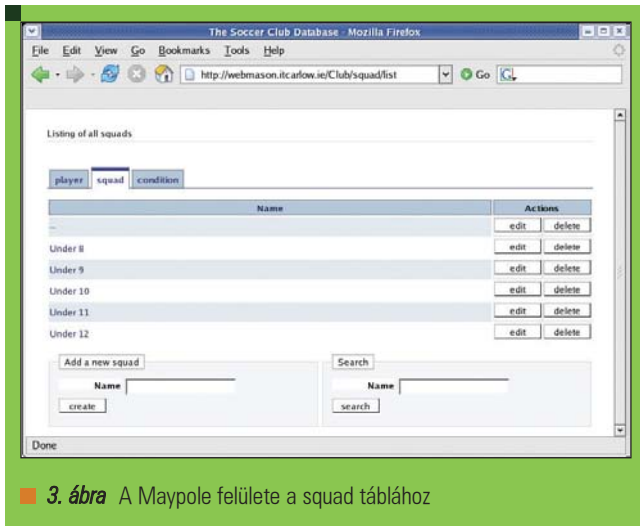 The Soccer Club Database - Mozilla Firefox
File Edit View Go Bookmarks Tools Help
http://webmason.itcarlow.ie/Club/squad/list Go
Listing of all squads
player squad condition
Name Actions
-- edit delete
Under 8 edit delete
Under 9 edit delete
Under 10 edit delete
Under 11 edit delete
Under 12 edit delete
Add a new squad Search
Name Name
create search
Done
3. ábra A Maypole felülete a squad táblához